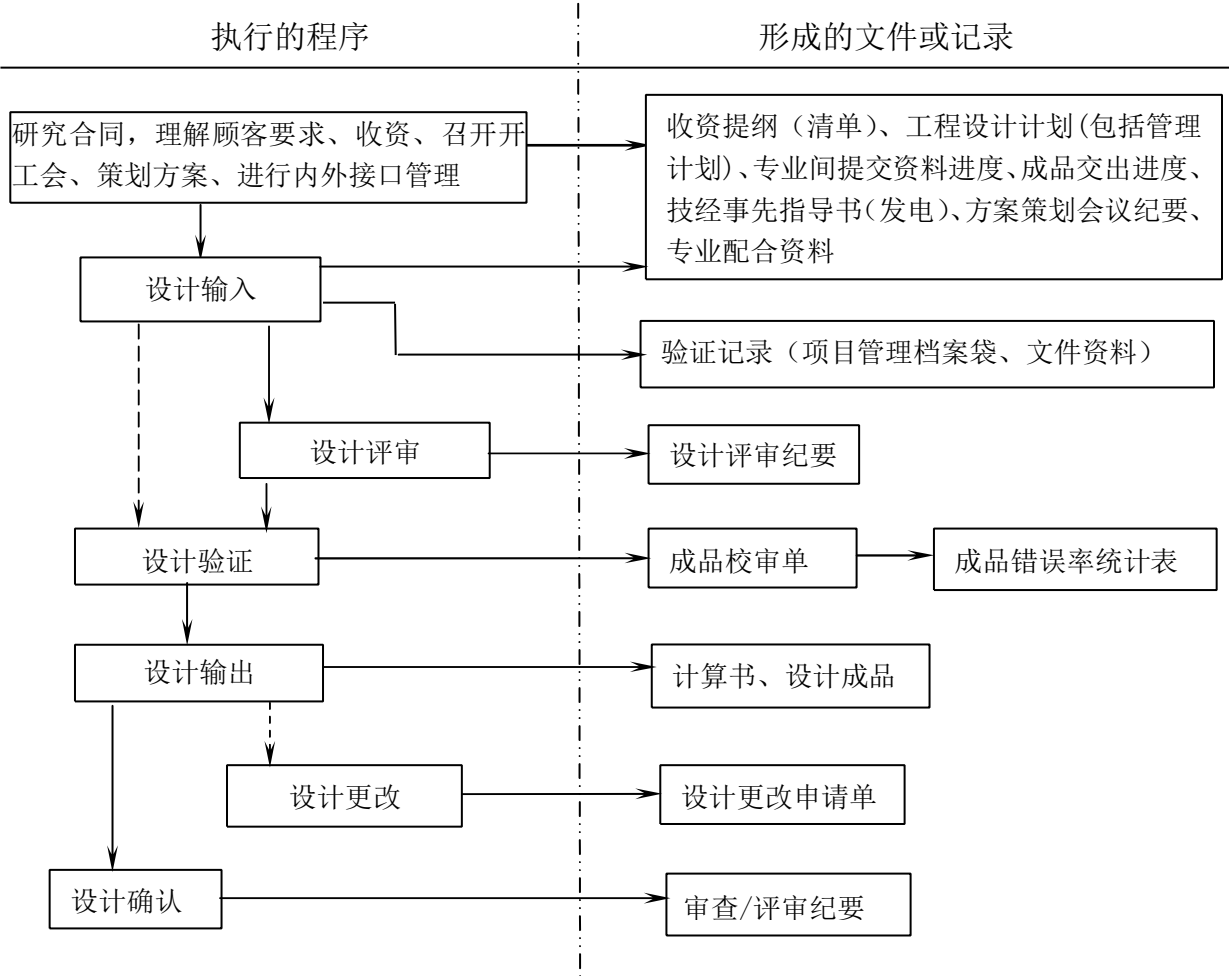 执行的程序
形成的文件或记录
研究合同，理解顾客要求、收资、召开开
工会、策划方案、进行内外接口管理
收资提纲（清单）、工程设计计划(包括管理
计划)、专业间提交资料进度、成品交出进度、
技经事先指导书(发电)、方案策划会议纪要、
专业配合资料
设计输入
验证记录（项目管理档案袋、文件资料）
设计评审
设计评审纪要
设计验证
成品校审单
成品错误率统计表
设计输出
计算书、设计成品
设计更改
设计更改申请单
设计确认
审查/评审纪要